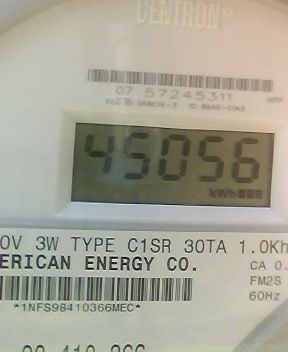 CENTRON
07 57245311
45056
kWh
0V 3W TYPE C1SR 30TA 1.0Kh
ERICAN ENERGY CO.
CA 0.
FM2S
60Hz
*1NFS98410366MEC*